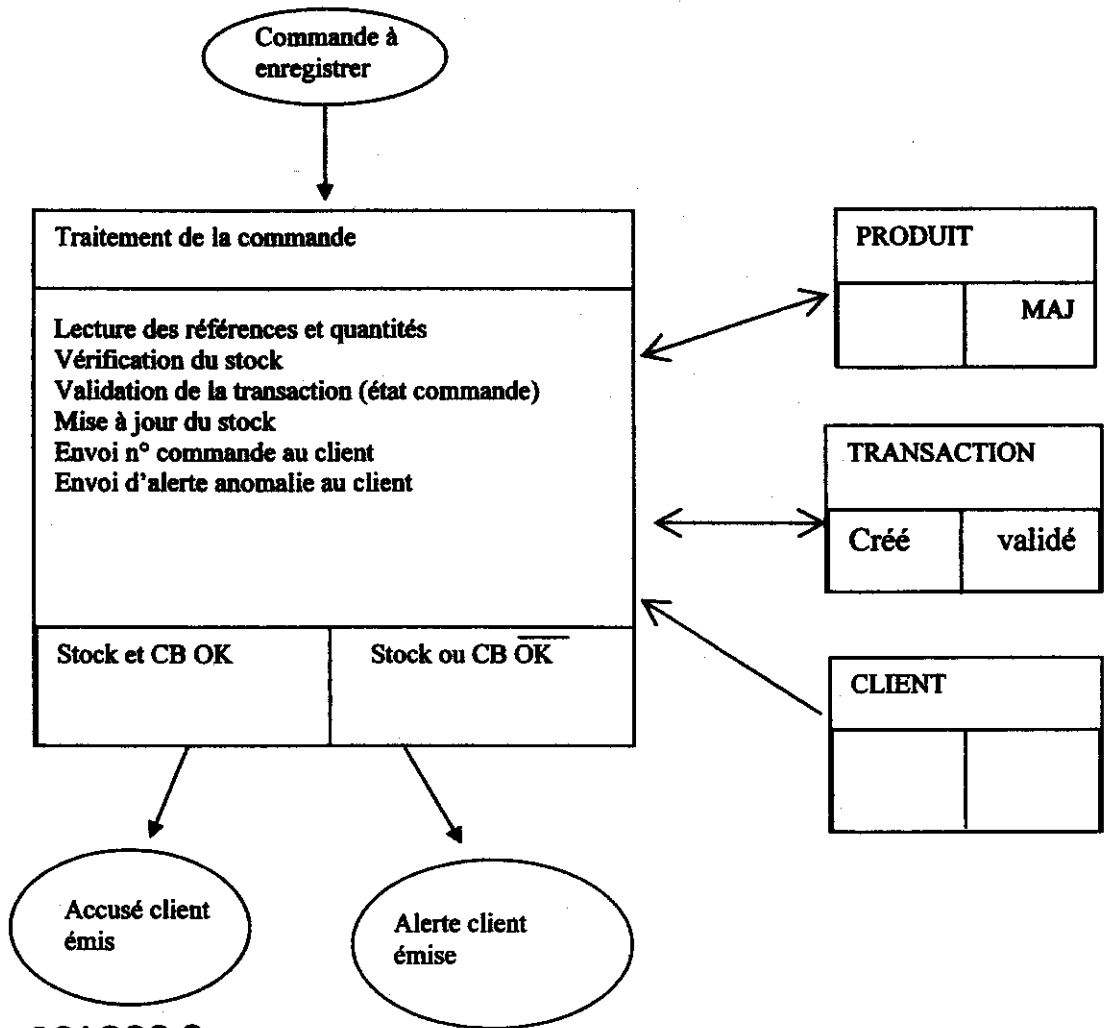 Commande à
enregistrer
Traitement de la commande
Lecture des références et quantités
Vérification du stock
Validation de la transaction (état commande)
Mise à jour du stock
Envoi n° commande au client
Envoi d'alerte anomalie au client
Stock et CB OK
Stock ou CB OK
PRODUIT
MAJ
TRANSACTION
Créé validé
CLIENT
Accusé client
émis
Alerte client
émise